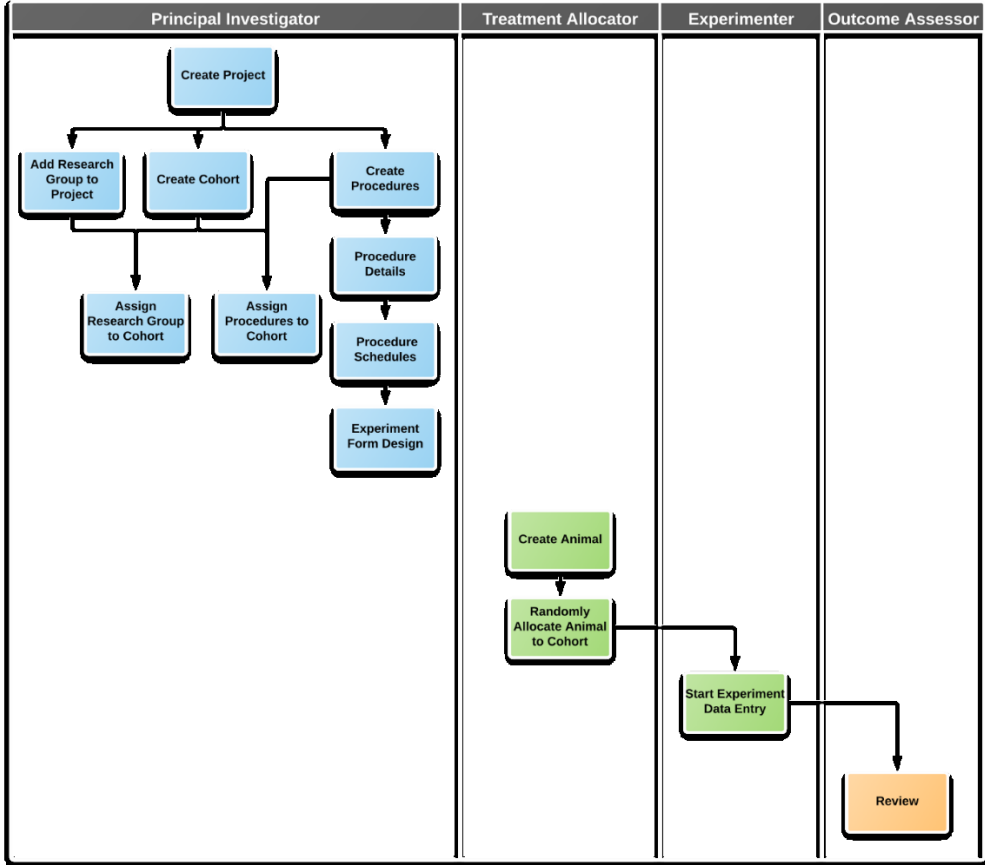 Principal Investigator
Treatment Allocator
Experimenter
Outcome Assessor
Create Project
Add Research
Group to
Project
Create Cohort
Create
Procedures
Procedure
Details
Assign
Research Group
to Cohort
Assign
Procedures to
Cohort
Procedure
Schedules
Experiment
Form Design
Create Animal
Randomly
Allocate Animal
to Cohort
Start Experiment
Data Entry
Review